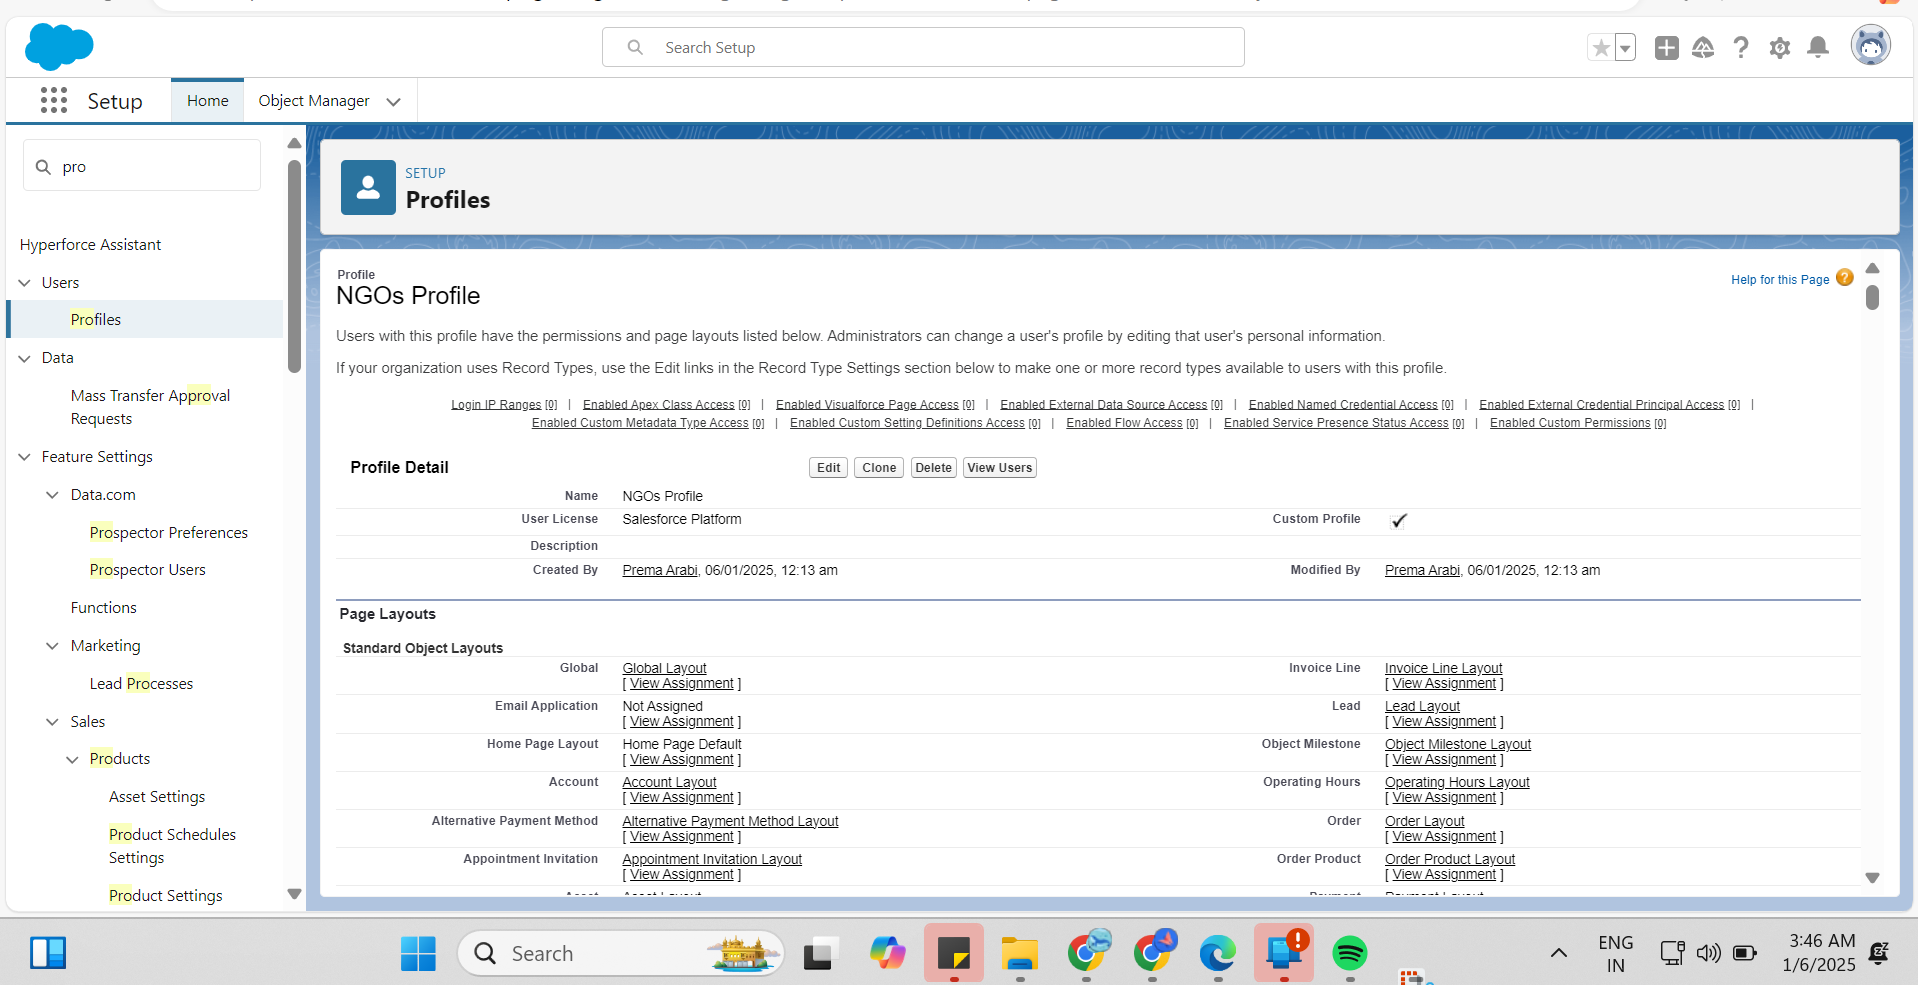 Search Setup
Setup
Home
Object Manager
pro
Hyperforce Assistant
Users
Profiles
Data
Mass Transfer Approval
Requests
Feature Settings
Data.com
Prospector Preferences
Prospector Users
Functions
Marketing
Lead Processes
Sales
Products
Asset Settings
Product Schedules
Settings
Product Settings
SETUP
Profiles
Profile
NGOs Profile
Help for this Page
Users with this profile have the permissions and page layouts listed below. Administrators can change a user's profile by editing that user's personal information.
If your organization uses Record Types, use the Edit links in the Record Type Settings section below to make one or more record types available to users with this profile.
Login IP Ranges [0] | Enabled Apex Class Access [0] | Enabled Visualforce Page Access [0] | Enabled External Data Source Access [0] | Enabled Named Credential Access [0] | Enabled External Credential Principal Access [0] |
Enabled Custom Metadata Type Access [0] | Enabled Custom Setting Definitions Access [0] | Enabled Flow Access [0] | Enabled Service Presence Status Access [0] | Enabled Custom Permissions [0]
Profile Detail
Edit Clone Delete View Users
Name NGOs Profile
User License Salesforce Platform Custom Profile
Description
Created By Prema Arabi, 06/01/2025, 12:13 am Modified By Prema Arabi, 06/01/2025, 12:13 am
Page Layouts
Standard Object Layouts
Global Global Layout Invoice Line Invoice Line Layout
[ View Assignment ] [ View Assignment ]
Email Application Not Assigned Lead Lead Layout
[ View Assignment ] [ View Assignment ]
Home Page Layout Home Page Default Object Milestone Object Milestone Layout
[ View Assignment ] [ View Assignment ]
Account Account Layout Operating Hours Operating Hours Layout
[ View Assignment ] [ View Assignment ]
Alternative Payment Method Alternative Payment Method Layout Order Order Layout
[ View Assignment ] [ View Assignment ]
Appointment Invitation Appointment Invitation Layout Order Product Order Product Layout
[ View Assignment ] [ View Assignment ]
Search
ENG
IN
3:46 AM
1/6/2025